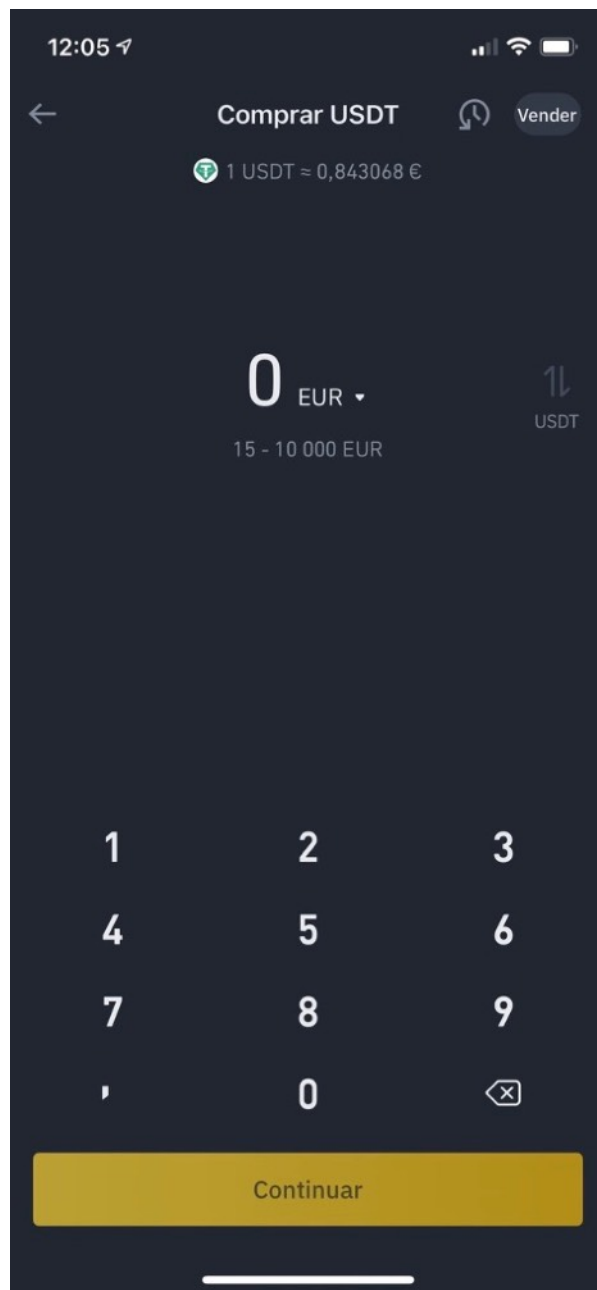 12:05
Comprar USDT
Vender
1 USDT ≈ 0,843068 €
0 EUR
USDT
15 - 10 000 EUR
1 2 3
4 5 6
7 8 9
, 0
Continuar